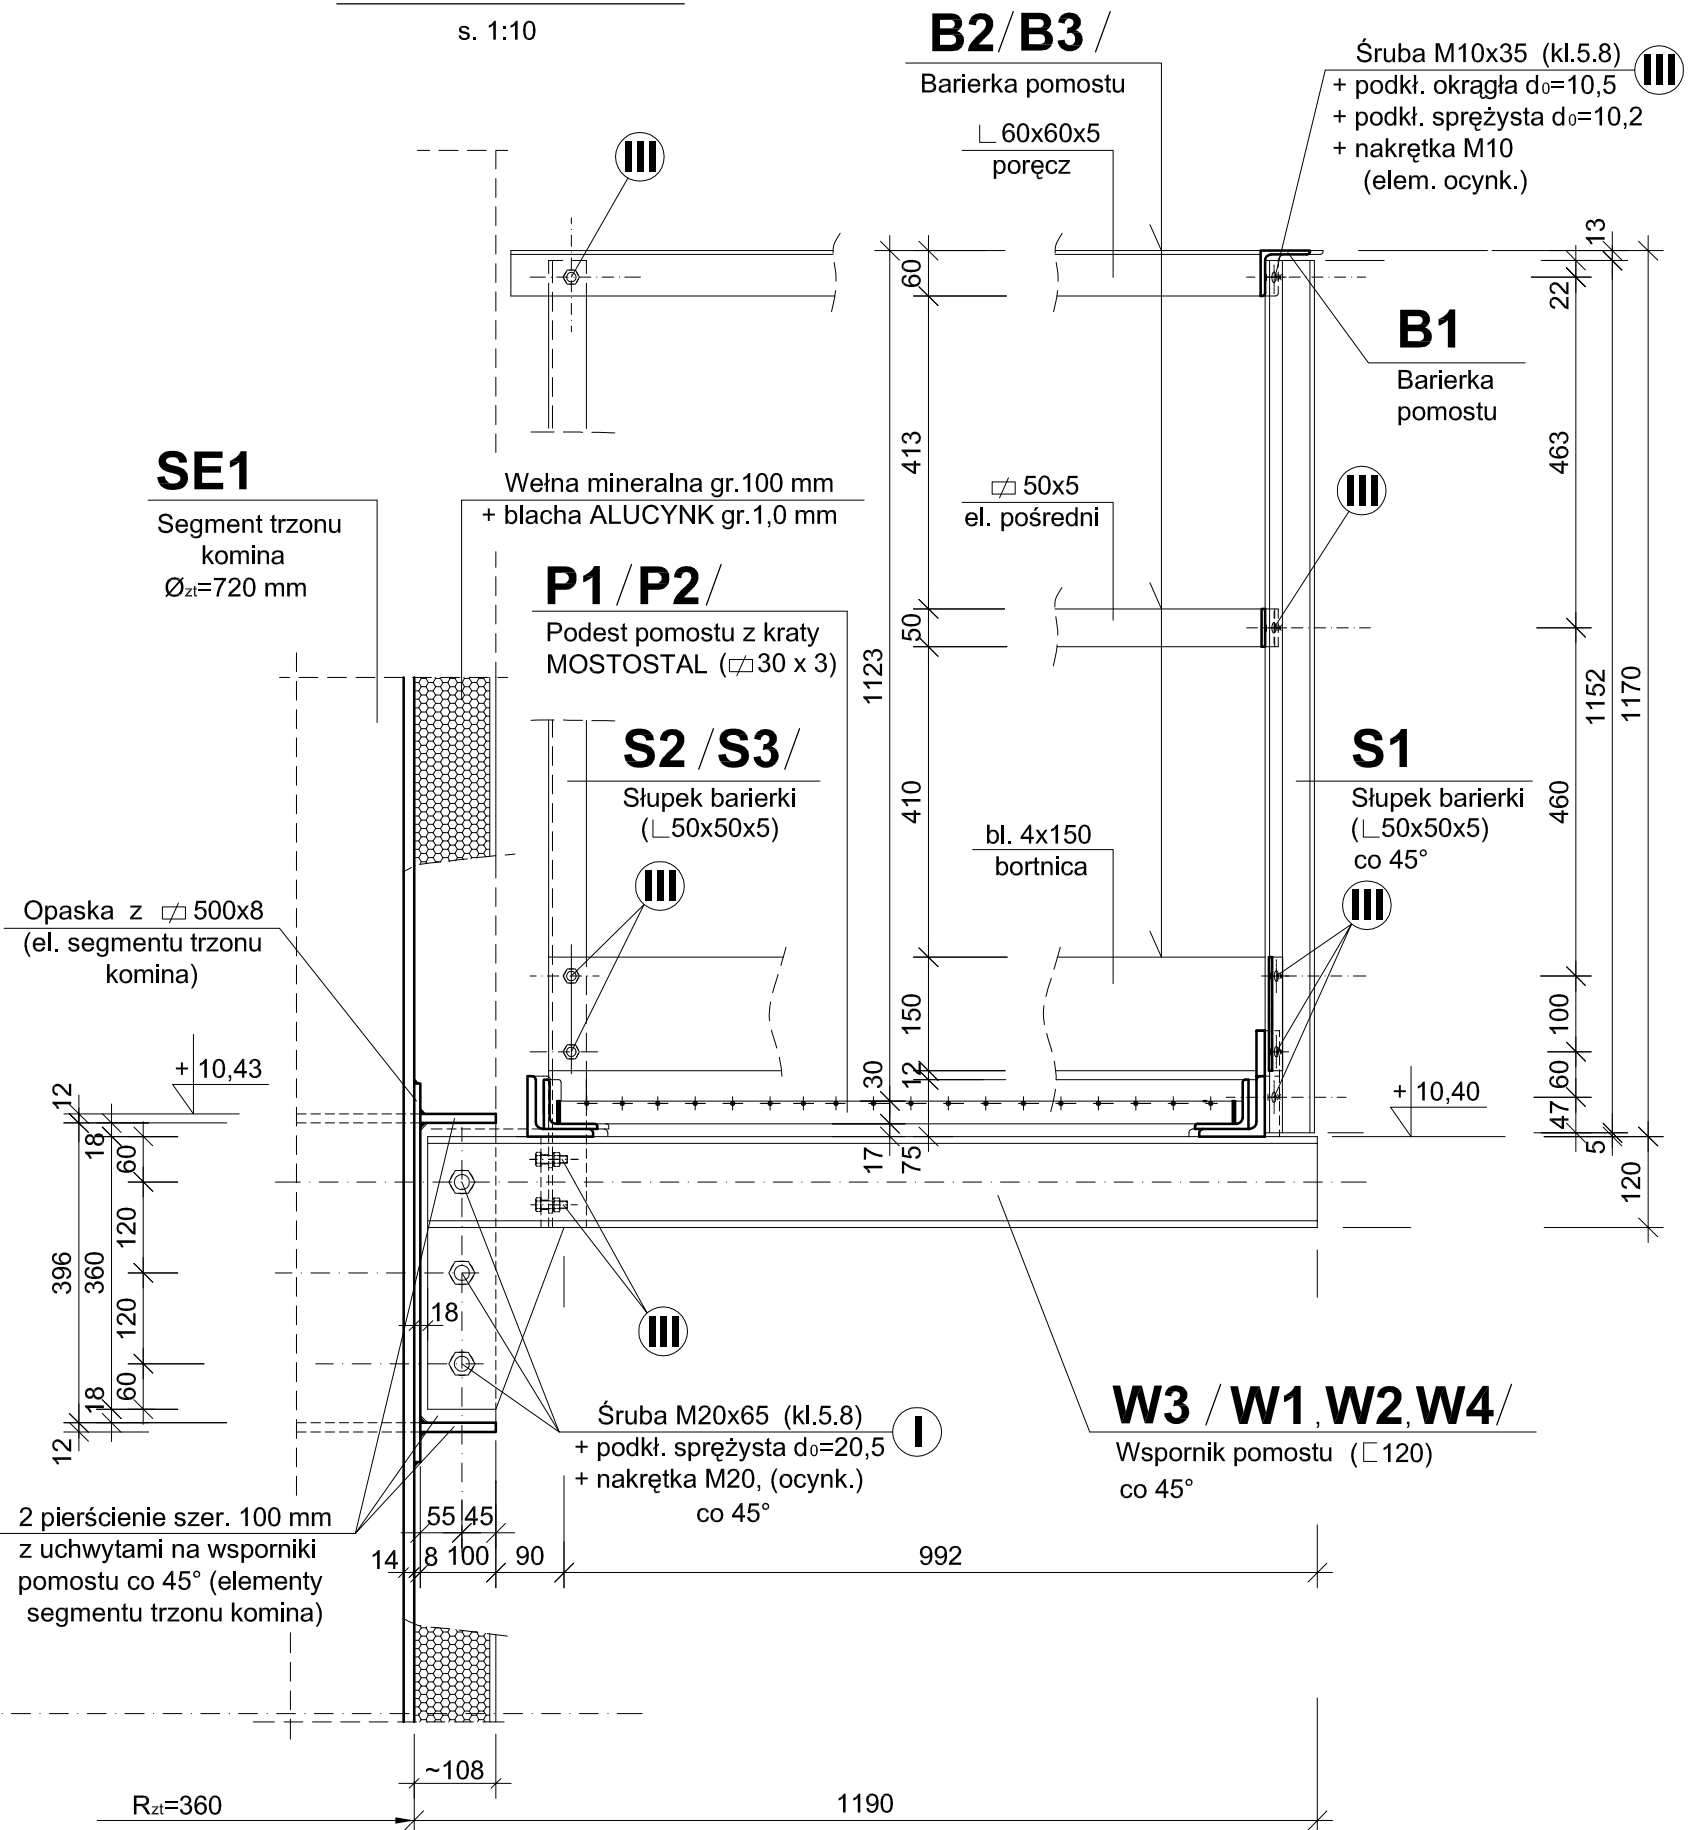 s. 1:10
B2/B3 /
Barierka pomostu
∟60x60x5
poręcz
Śruba M10x35 (kl.5.8)
+ podkł. okrągła d0=10,5
+ podkł. sprężysta d0=10,2
+ nakrętka M10
(elem. ocynk.)
III
III
B1
Barierka
pomostu
SE1
Segment trzonu
komina
Øzt=720 mm
Wełna mineralna gr.100 mm
+ blacha ALUCYNK gr.1,0 mm
50x5
el. pośredni
III
P1 /P2/
Podest pomostu z kraty
MOSTOSTAL (▱30 x 3)
S2 /S3/
Słupek barierki
(∟50x50x5)
III
S1
Słupek barierki
(∟50x50x5)
co 45°
III
bl. 4x150
bortnica
Opaska z ▱ 500x8
(el. segmentu trzonu
komina)
+ 10,43
+ 10,40
60
413
50
410
150
12
75
1123
30
17
13
22
463
460
100
60
47
5
1152
1170
120
12
396
12
18
360
18
60
120
120
60
18
III
Śruba M20x65 (kl.5.8)
+ podkł. sprężysta d0=20,5
+ nakrętka M20, (ocynk.)
co 45°
I
W3 /W1,W2,W4/
Wspornik pomostu (⊏120)
co 45°
2 pierścienie szer. 100 mm
z uchwytami na wsporniki
pomostu co 45° (elementy
segmentu trzonu komina)
55 45
14 8 100 90 992
~108
Rzt=360
1190